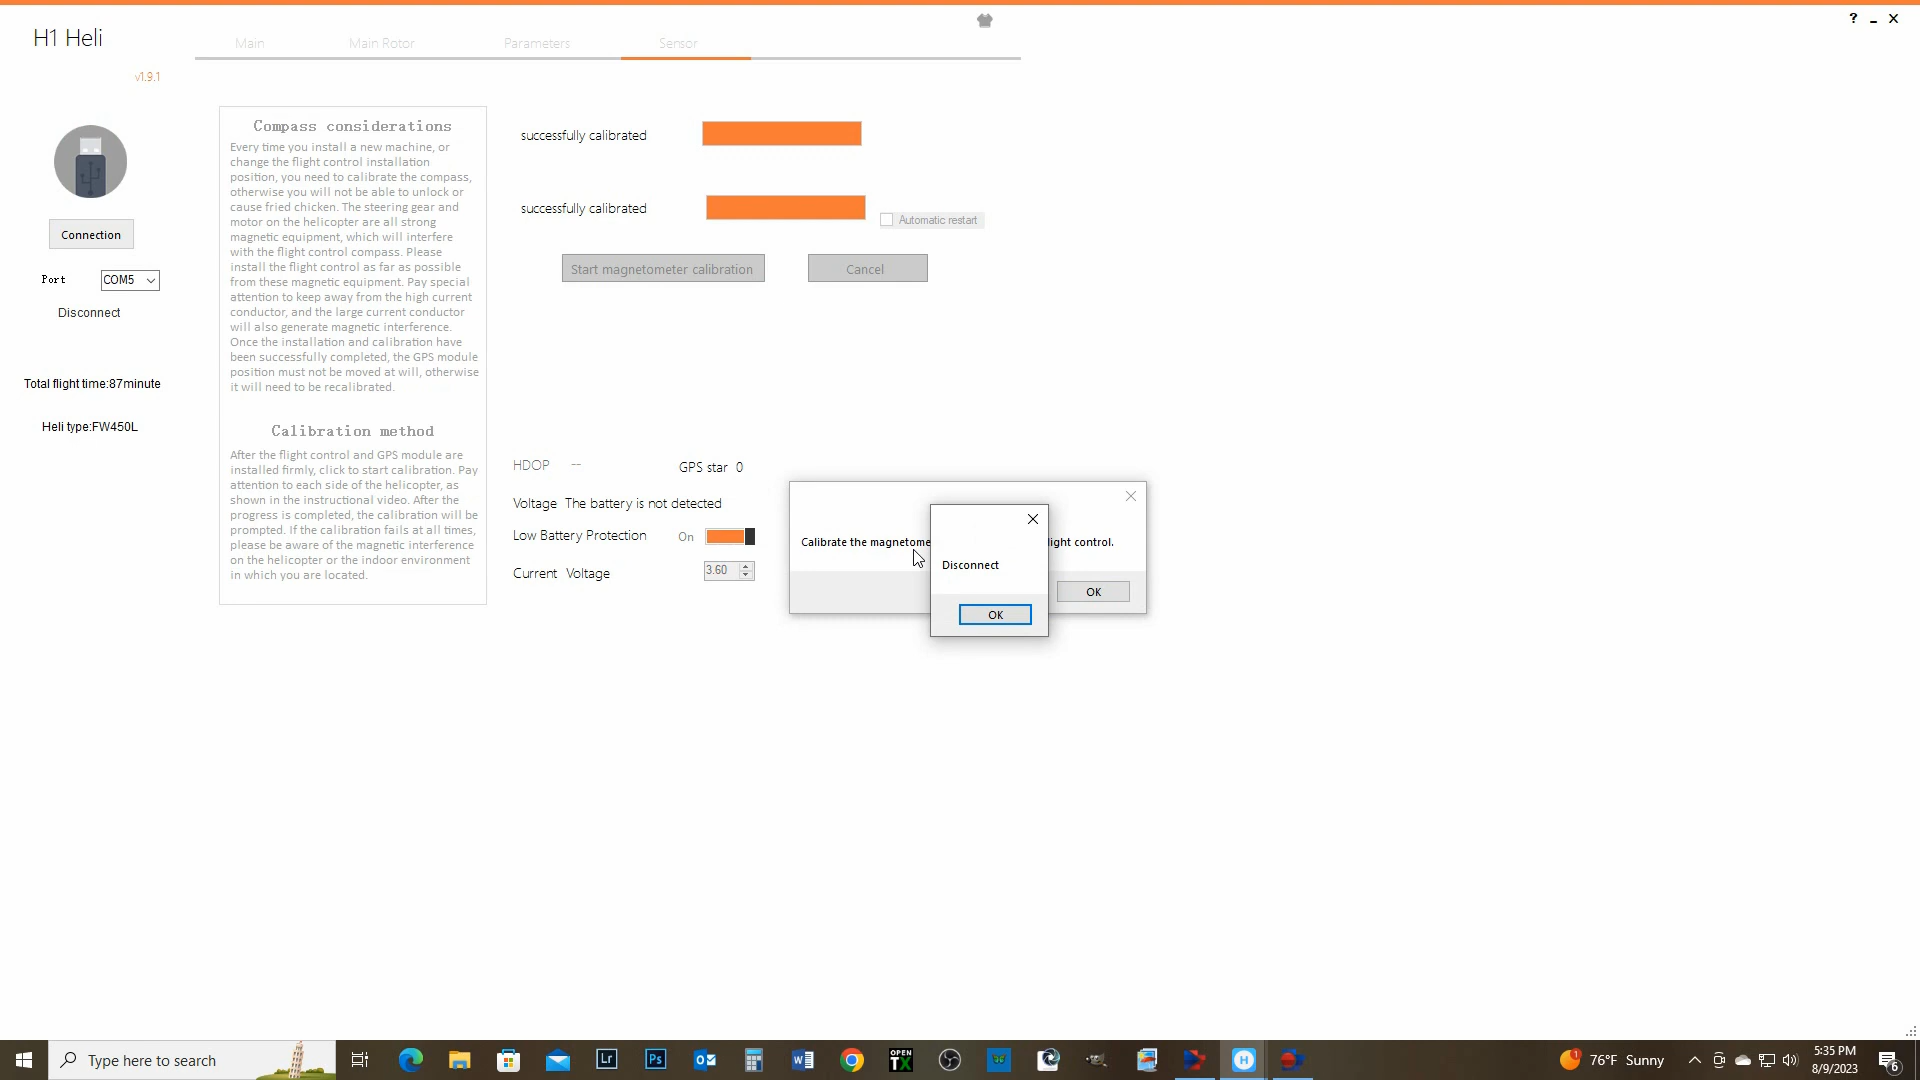 H1 Heli
v1.9.1
Main
Main Rotor
Parameters
Sensor
?
Connection
Port
COM5
Disconnect
Total flight time:87minute
Heli type:FW450L
Compass considerations
Every time you install a new machine, or
change the flight control installation
position, you need to calibrate the compass,
otherwise you will not be able to unlock or
cause fried chicken. The steering gear and
motor on the helicopter are all strong
magnetic equipment, which will interfere
with the flight control compass. Please
install the flight control as far as possible
from these magnetic equipment. Pay special
attention to keep away from the high current
conductor, and the large current conductor
will also generate magnetic interference.
Once the installation and calibration have
been successfully completed, the GPS module
position must not be moved at will, otherwise
it will need to be recalibrated.
Calibration method
After the flight control and GPS module are
installed firmly, click to start calibration. Pay
attention to each side of the helicopter, as
shown in the instructional video. After the
progress is completed, the calibration will be
prompted. If the calibration fails at all times,
please be aware of the magnetic interference
on the helicopter or the indoor environment
in which you are located.
successfully calibrated
successfully calibrated
Automatic restart
Start magnetometer calibration
Cancel
HDOP --
GPS star 0
Voltage The battery is not detected
Low Battery Protection On
Current Voltage 3.60
Calibrate the magnetome
light control.
OK
Disconnect
OK
Type here to search
Lr
Ps
OPEN
TX
H
1
76°F Sunny
5:35 PM
8/9/2023
6